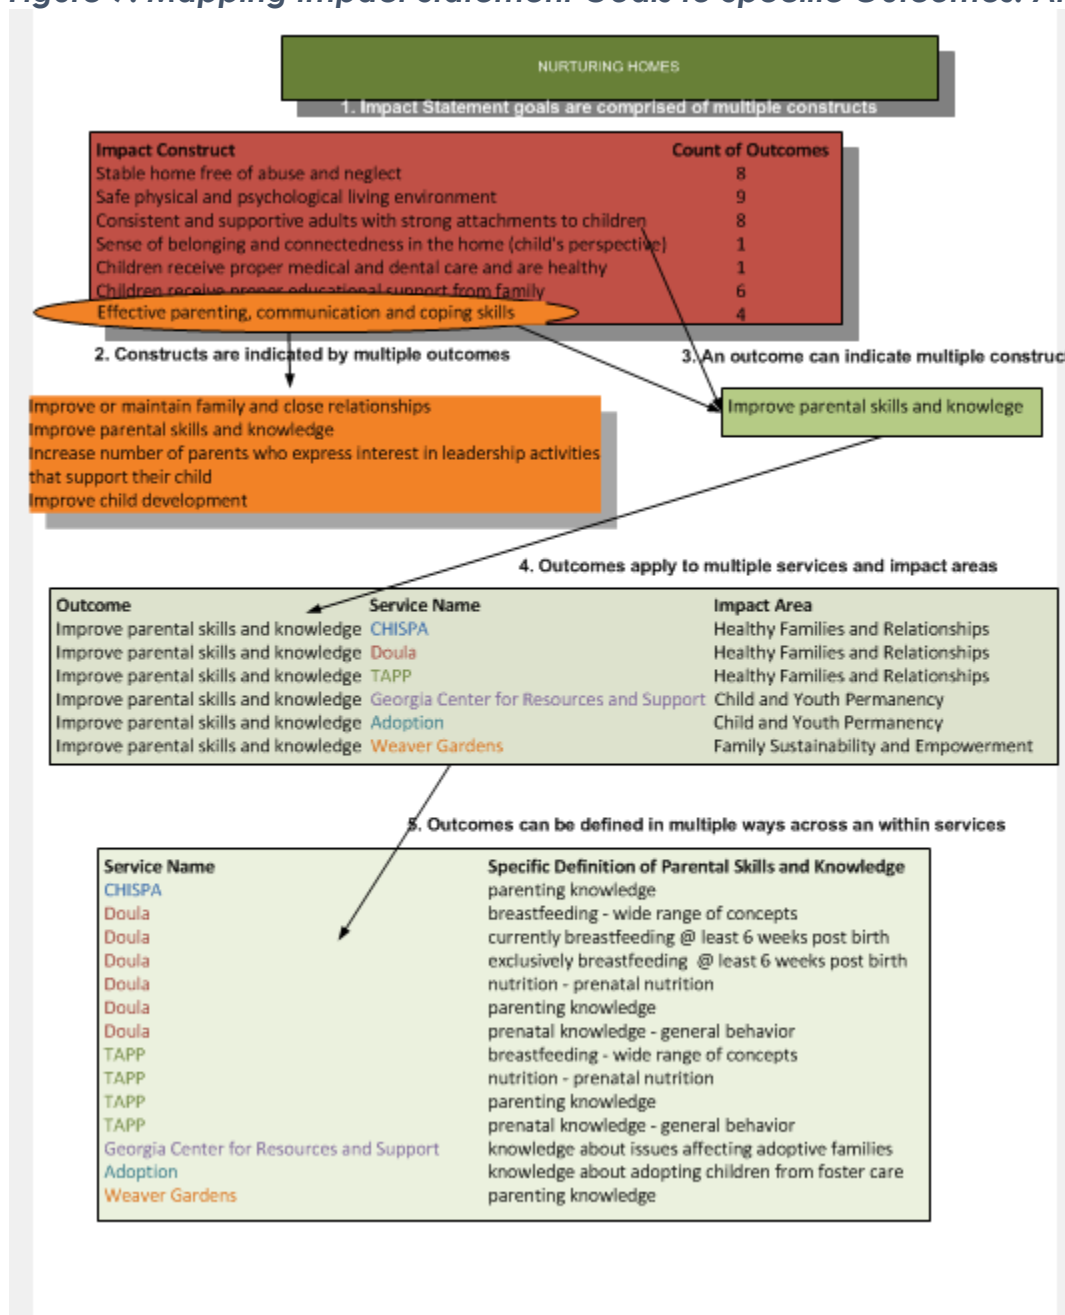 Figure 7. Mapping Impact Statement Goals to Specific Outcomes:
NURTURING HOMES
1. Impact Statement goals are comprised of multiple constructs
Impact Construct Count of Outcomes
Stable home free of abuse and neglect 8
Safe physical and psychological living environment 9
Consistent and supportive adults with strong attachments to children 8
Sense of belonging and connectedness in the home (child's perspective) 1
Children receive proper medical and dental care and are healthy 1
Children receive proper educational support from family 6
Effective parenting, communication and coping skills 4
2. Constructs are indicated by multiple outcomes
3. An outcome can indicate multiple construc
Improve or maintain family and close relationships
Improve parental skills and knowledge
Increase number of parents who express interest in leadership activities
that support their child
Improve child development
Improve parental skills and knowlege
4. Outcomes apply to multiple services and impact areas
Outcome Service Name Impact Area
Improve parental skills and knowledge CHISPA Healthy Families and Relationships
Improve parental skills and knowledge Doula Healthy Families and Relationships
Improve parental skills and knowledge TAPP Healthy Families and Relationships
Improve parental skills and knowledge Georgia Center for Resources and Support Child and Youth Permanency
Improve parental skills and knowledge Adoption Child and Youth Permanency
Improve parental skills and knowledge Weaver Gardens Family Sustainability and Empowerment
5. Outcomes can be defined in multiple ways across an within services
Service Name Specific Definition of Parental Skills and Knowledge
CHISPA parenting knowledge
Doula breastfeeding - wide range of concepts
Doula currently breastfeeding @ least 6 weeks post birth
Doula exclusively breastfeeding @ least 6 weeks post birth
Doula nutrition - prenatal nutrition
Doula parenting knowledge
Doula prenatal knowledge - general behavior
TAPP breastfeeding - wide range of concepts
TAPP nutrition - prenatal nutrition
TAPP parenting knowledge
TAPP prenatal knowledge - general behavior
Georgia Center for Resources and Support knowledge about issues affecting adoptive families
Adoption knowledge about adopting children from foster care
Weaver Gardens parenting knowledge